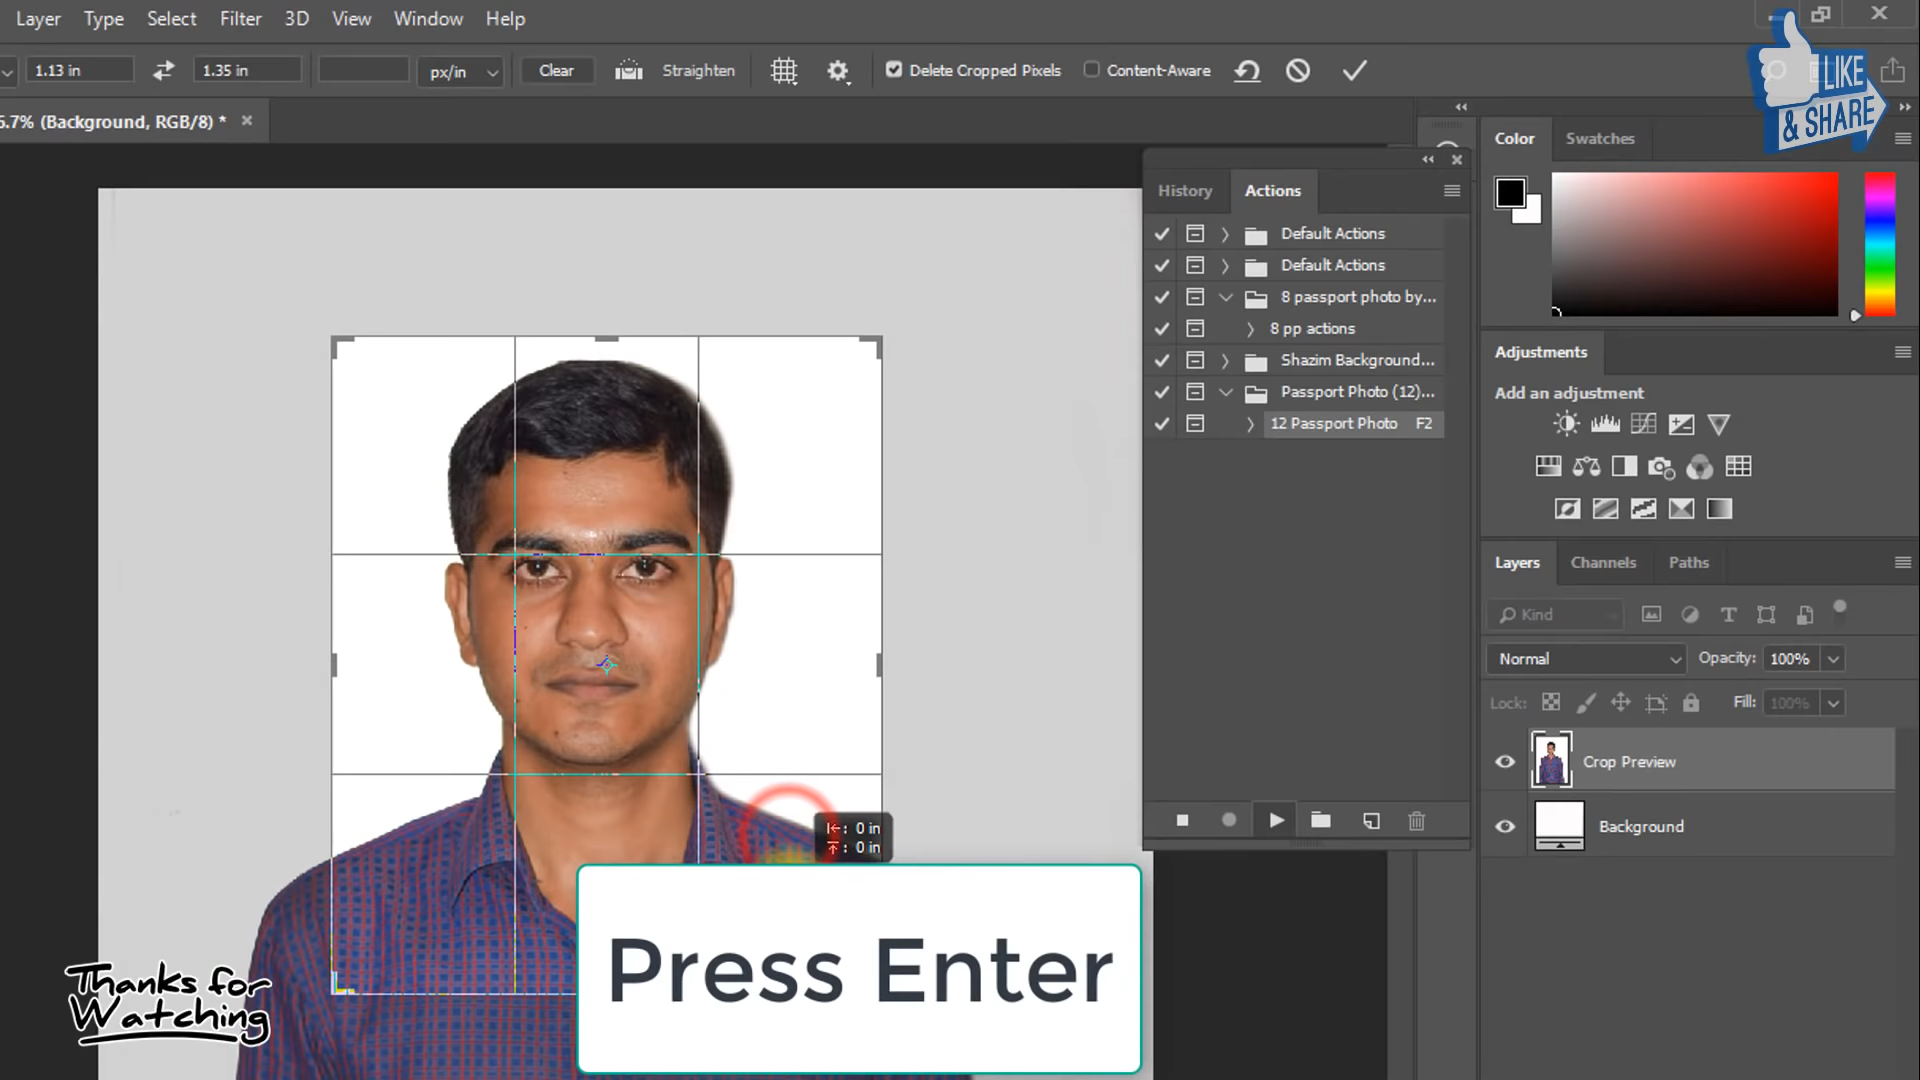 Layer Type Select Filter 3D View Window Help
1.13 in 1.35 in px/in Clear Straighten Delete Cropped Pixels Content-Aware
(Background, RGB/8) *
LIKE
& SHARE
Color Swatches
History Actions
Default Actions
Default Actions
8 passport photo by...
8 pp actions
Shazim Background...
Passport Photo (12)...
12 Passport Photo F2
Adjustments
Add an adjustment
Layers Channels Paths
Kind
Normal Opacity: 100%
Lock: Fill: 100%
Crop Preview
Background
: 0 in
: 0 in
Press Enter
Thanks for
Watching